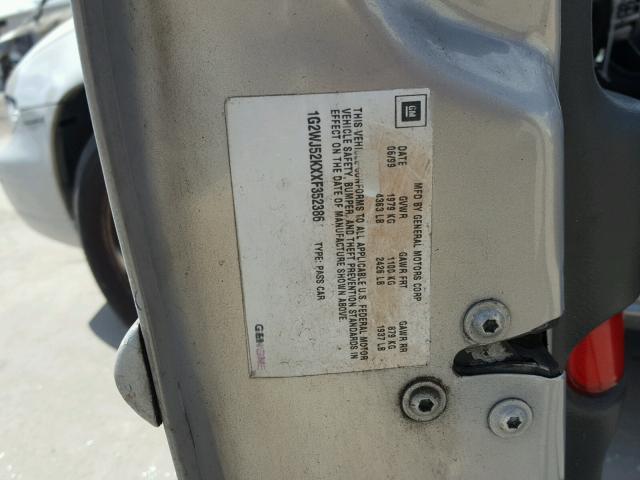 GM
MFD BY GENERAL MOTORS CORP
DATE GVWR GAWR FRT GAWR RR
06/99 1979 KG 1100 KG 879 KG
4363 LB 2426 LB 1937 LB
THIS VEHICLE CONFORMS TO ALL APPLICABLE U.S. FEDERAL MOTOR
VEHICLE SAFETY, BUMPER, AND THEFT PREVENTION STANDARDS IN
EFFECT ON THE DATE OF MANUFACTURE SHOWN ABOVE.
1G2WJ52KXXF352386 TYPE: PASS CAR